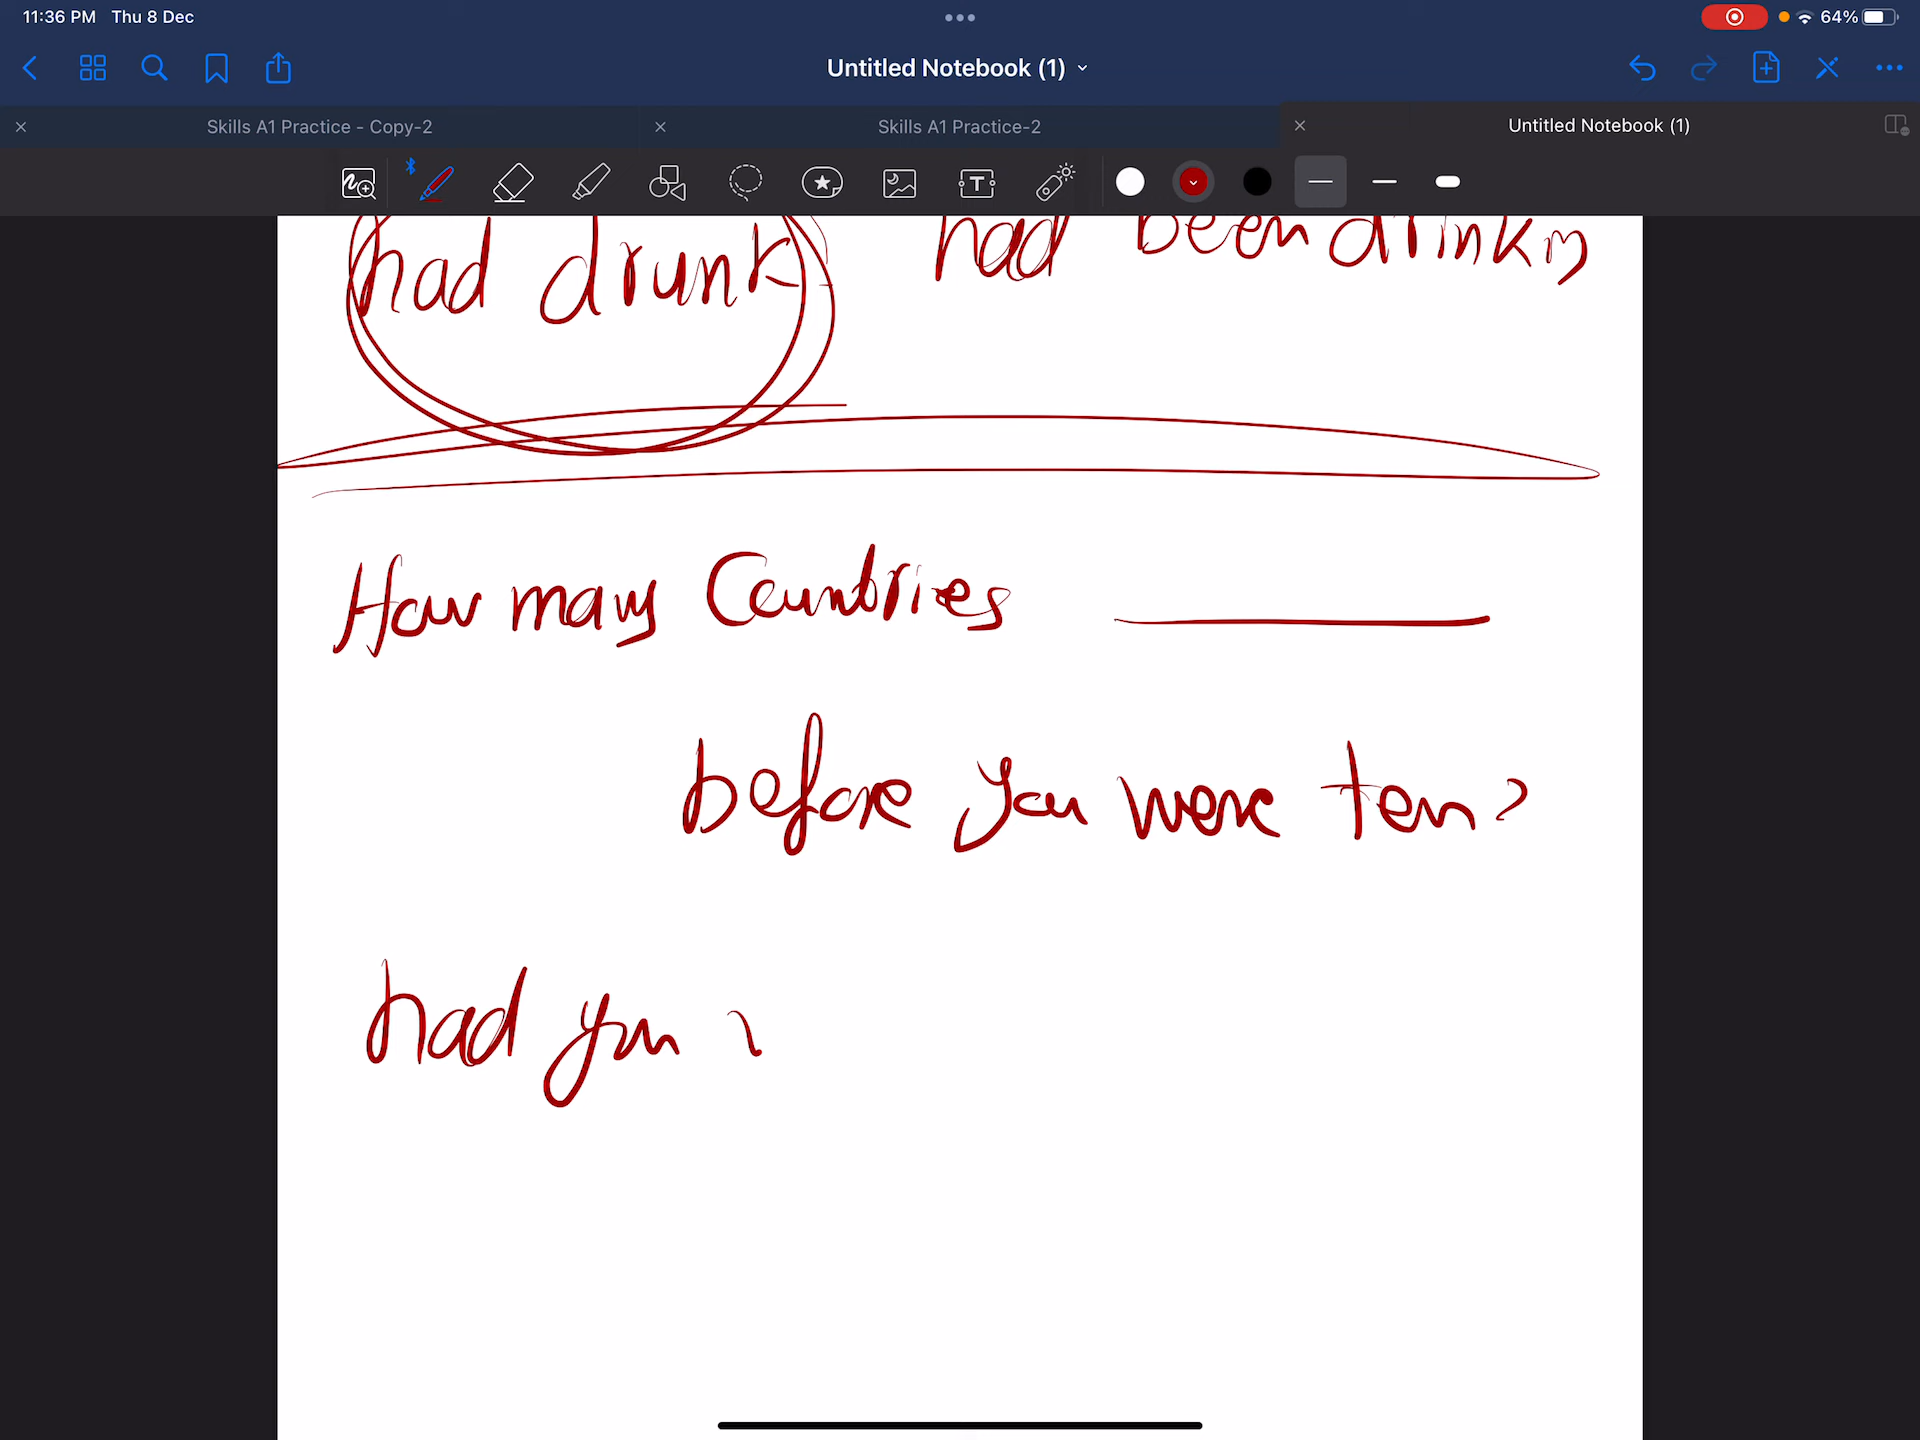 11:36 PM Thu 8 Dec
64%
Untitled Notebook (1)
Skills A1 Practice - Copy-2
Skills A1 Practice-2
Untitled Notebook (1)
had drunk had been drinking
How many Countries
before you were ten?
had you